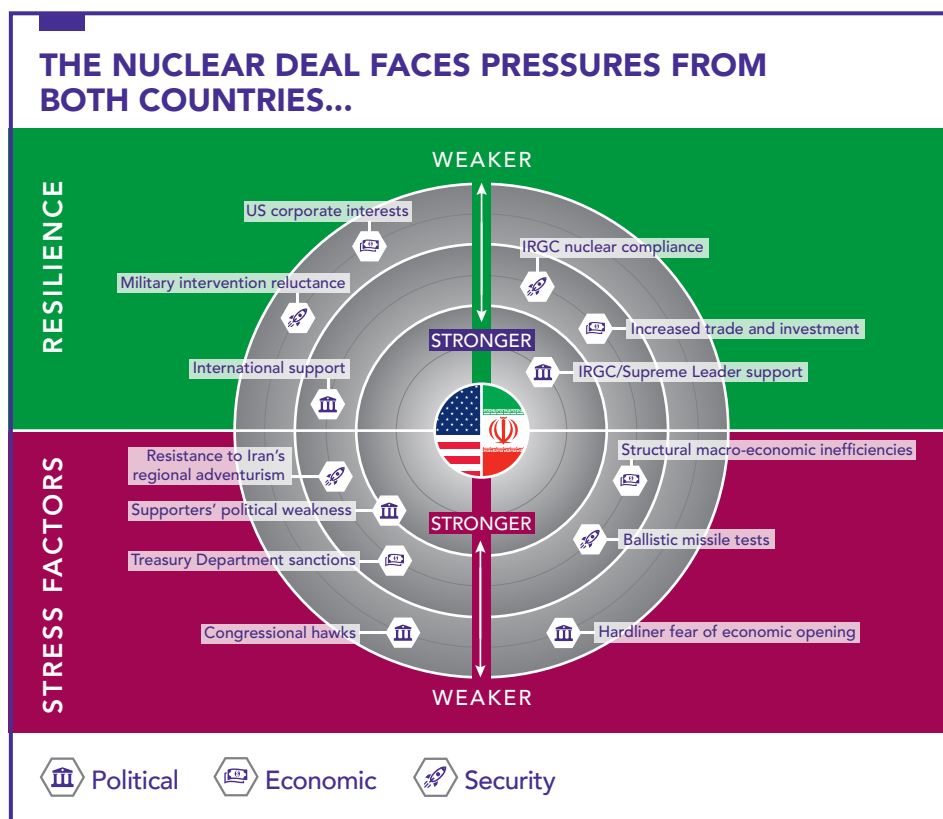 THE NUCLEAR DEAL FACES PRESSURES FROM
BOTH COUNTRIES...
RESILIENCE
WEAKER
US corporate interests
IRGC nuclear compliance
Military intervention reluctance
Increased trade and investment
STRONGER
International support
IRGC/Supreme Leader support
STRESS FACTORS
Structural macro-economic inefficiencies
Resistance to Iran's
regional adventurism
Supporters' political weakness
STRONGER
Ballistic missile tests
Treasury Department sanctions
Congressional hawks
Hardliner fear of economic opening
WEAKER
Political
Economic
Security